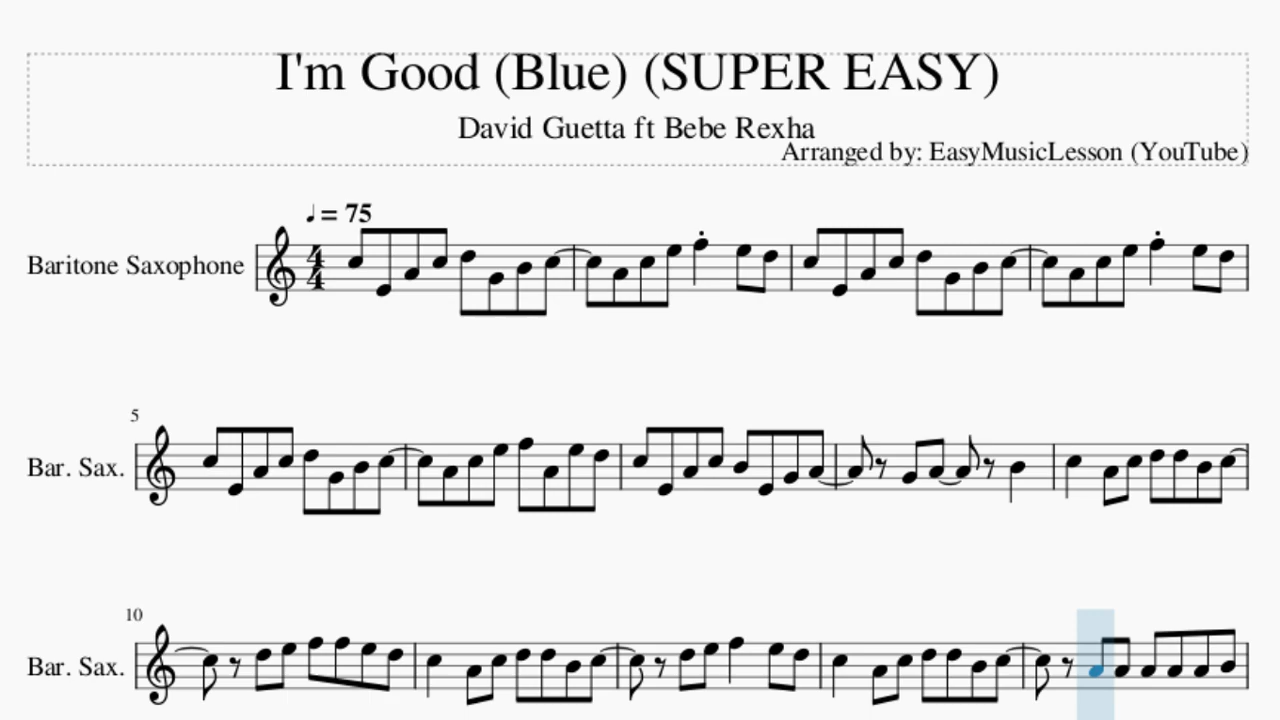 I'm Good (Blue) (SUPER EASY)
David Guetta ft Bebe Rexha
Arranged by: EasyMusicLesson (YouTube)
♩ = 75
Baritone Saxophone
4
4
5
Bar. Sax.
10
Bar. Sax.